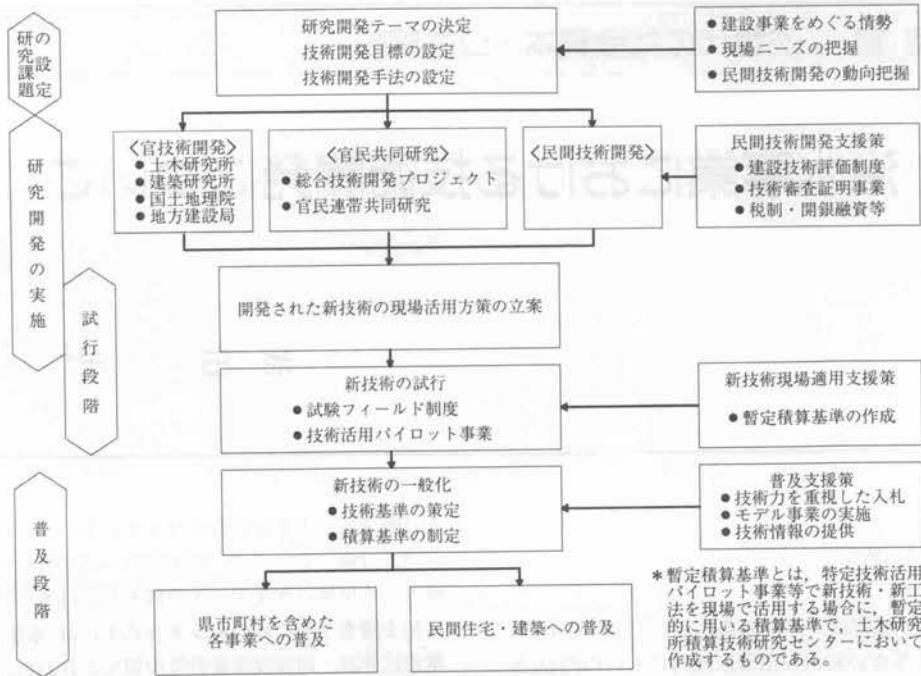 研究課題の設定
研究開発テーマの決定
技術開発目標の設定
技術開発手法の設定
●建設事業をめぐる情勢
●現場ニーズの把握
●民間技術開発の動向把握
研究開発の実施
〈官技術開発〉
●土木研究所
●建築研究所
●国土地理院
●地方建設局
〈官民共同研究〉
●総合技術開発プロジェクト
●官民連帯共同研究
〈民間技術開発〉
民間技術開発支援策
●建設技術評価制度
●技術審査証明事業
●税制・開銀融資等
試行段階
開発された新技術の現場活用方策の立案
新技術の試行
●試験フィールド制度
●技術活用パイロット事業
新技術現場適用支援策
●暫定積算基準の作成
普及段階
新技術の一般化
●技術基準の策定
●積算基準の制定
普及支援策
●技術力を重視した入札
●モデル事業の実施
●技術情報の提供
県市町村を含めた
各事業への普及
民間住宅・建築への普及
*暫定積算基準とは，特定技術活用
パイロット事業等で新技術・新工
法を現場で活用する場合に，暫定
的に用いる積算基準で，土木研究
所積算技術研究センターにおいて
作成するものである。